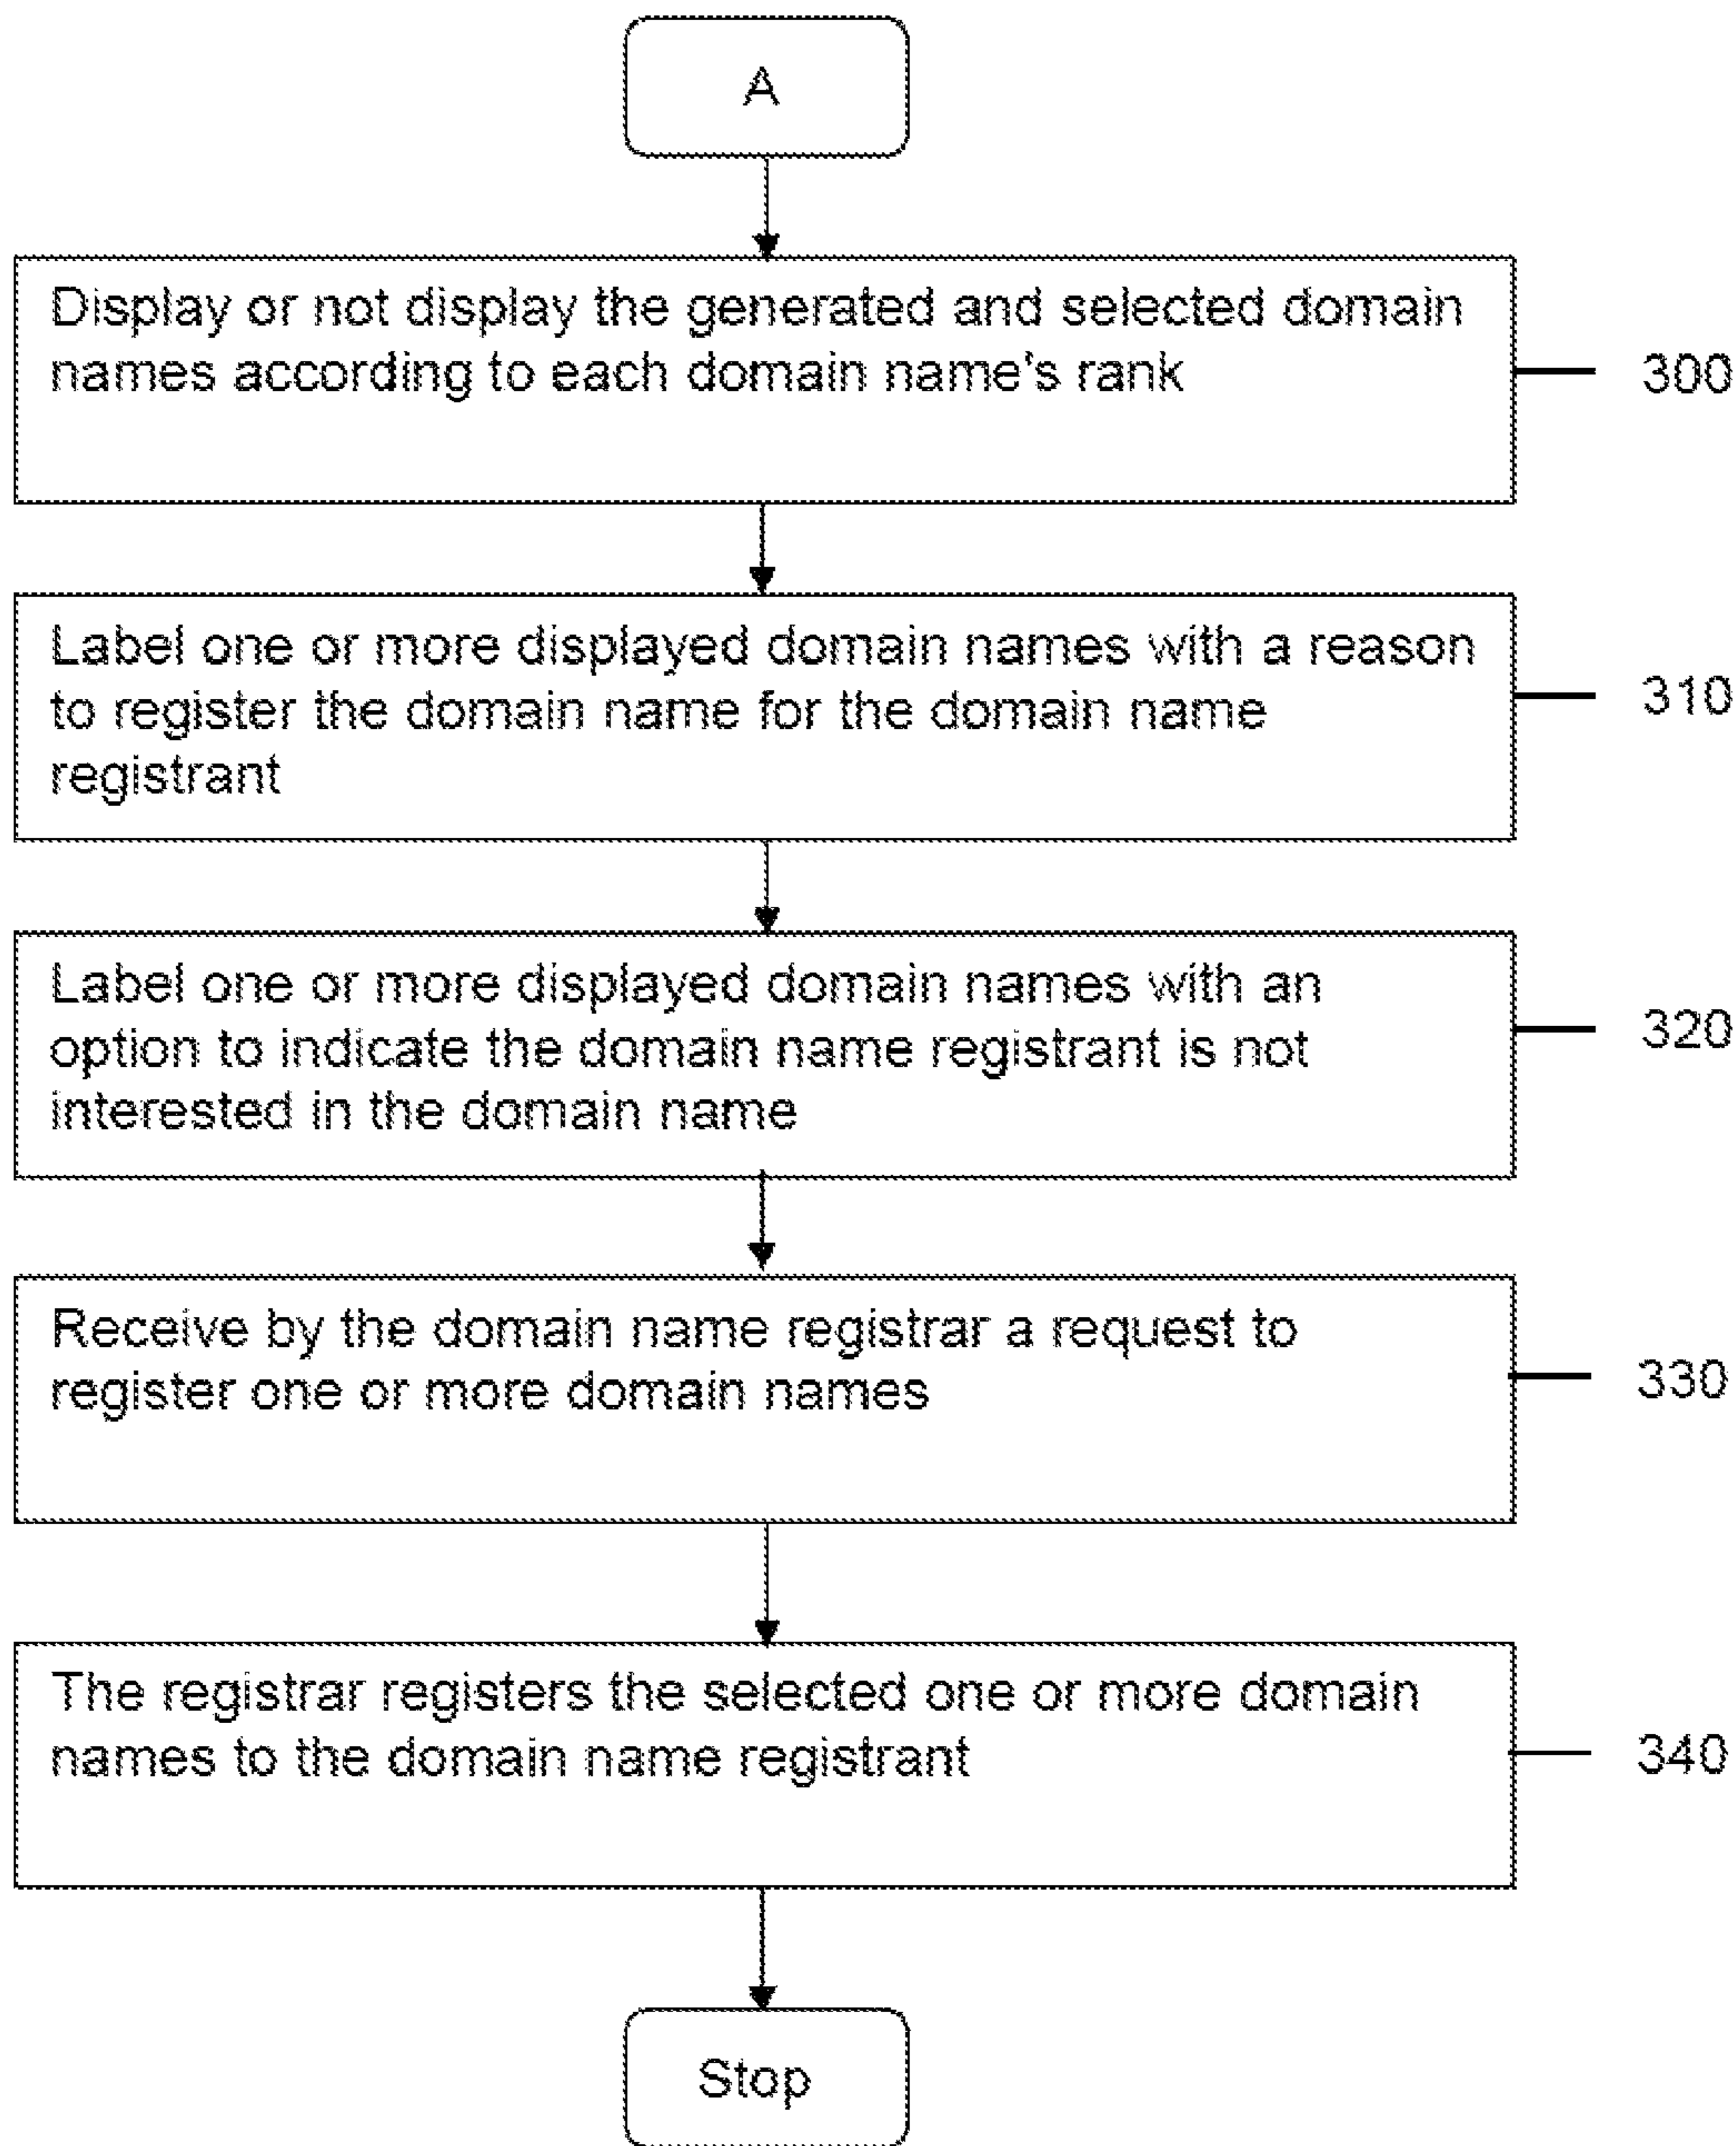 A
Display or not display the generated and selected domain
names according to each domain name's rank
300
Label one or more displayed domain names with a reason
to register the domain name for the domain name
registrant
310
Label one or more displayed domain names with an
option to indicate the domain name registrant is not
interested in the domain name
320
Receive by the domain name registrar a request to
register one or more domain names
330
The registrar registers the selected one or more domain
names to the domain name registrant
340
Stop